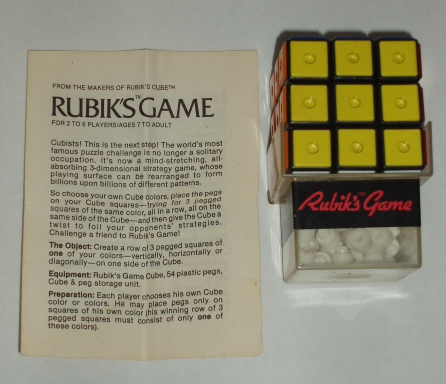 FROM THE MAKERS OF RUBIK'S CUBE™
RUBIK'S™ GAME
FOR 2 TO 6 PLAYERS/AGES 7 TO ADULT
Cubists! This is the next step! The world's most
famous puzzle challenge is no longer a solitary
occupation. It's now a mind-stretching, all-
absorbing 3-dimensional strategy game, whose
playing surface can be rearranged to form
billions upon billions of different patterns.
So choose your own Cube colors, place the pegs
on your Cube squares—trying for 3 pegged
squares of the same color, all in a row, all on the
same side of the Cube—and then give the Cube a
twist to foil your opponents' strategies.
Challenge a friend to Rubik's Game!
The Object: Create a row of 3 pegged squares of
one of your colors—vertically, horizontally or
diagonally—on one side of the Cube.
Equipment: Rubik's Game Cube, 54 plastic pegs,
Cube & peg storage unit.
Preparation: Each player chooses his own Cube
color or colors. He may place pegs only on
squares of his own color (his winning row of 3
pegged squares must consist of only one of
these colors).
Rubik's™ Game